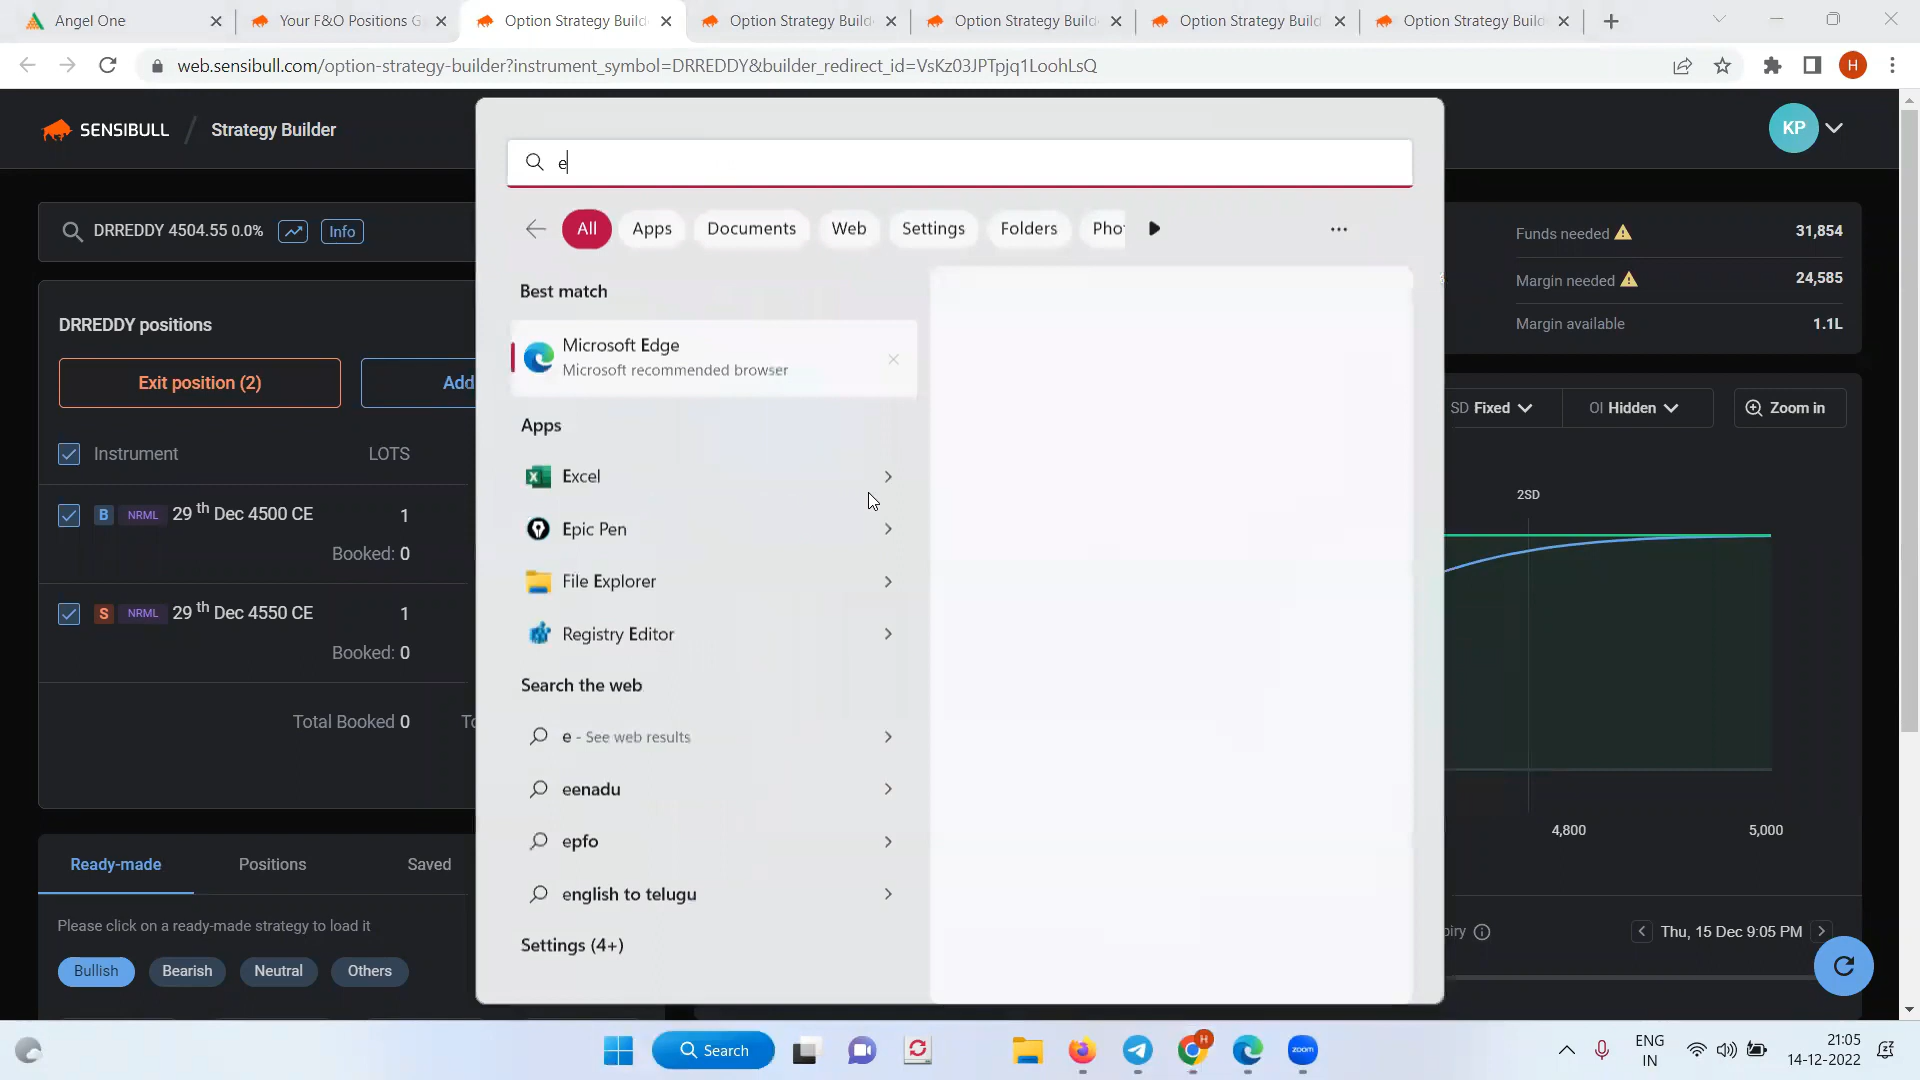 Angel One
Your F&O Positions G
Option Strategy Build
Option Strategy Build
Option Strategy Build
Option Strategy Build
Option Strategy Build
web.sensibull.com/option-strategy-builder?instrument_symbol=DRREDDY&builder_redirect_id=VsKz03JPTpjq1LoohLsQ
H
SENSIBULL / Strategy Builder
KP
e
DRREDDY 4504.55 0.0% Info
All Apps Documents Web Settings Folders Pho
Funds needed 31,854
Margin needed 24,585
Margin available 1.1L
Best match
DRREDDY positions
Microsoft Edge
Microsoft recommended browser
Exit position (2) Add
SD Fixed OI Hidden Zoom in
Apps
Instrument LOTS
Excel
2SD
B NRML 29 th Dec 4500 CE 1
Booked: 0
Epic Pen
File Explorer
S NRML 29 th Dec 4550 CE 1
Booked: 0
Registry Editor
Search the web
Total Booked 0
e - See web results
eenadu
epfo
english to telugu
Settings (4+)
4,800 5,000
Ready-made Positions Saved
Please click on a ready-made strategy to load it
piry Thu, 15 Dec 9:05 PM
Bullish Bearish Neutral Others
Search
H
zoom
ENG
IN
21:05
14-12-2022